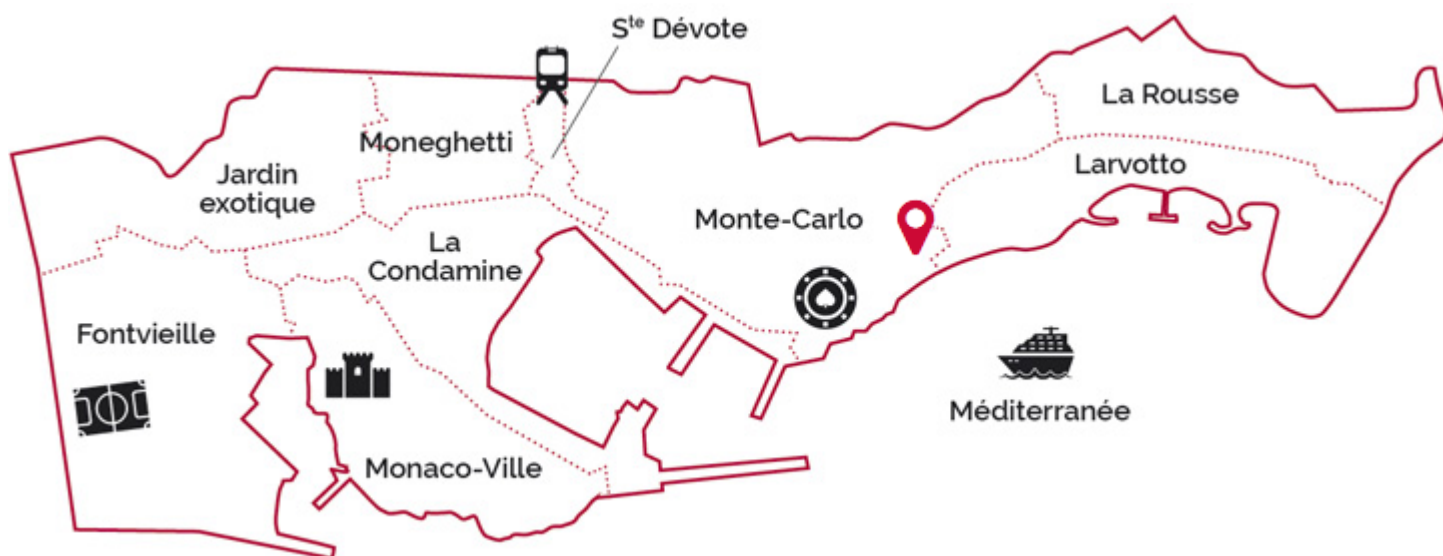 Sᵗᵉ Dévote
La Rousse
Moneghetti
Larvotto
Jardin
exotique
Monte-Carlo
La
Condamine
Fontvieille
Méditerranée
Monaco-Ville